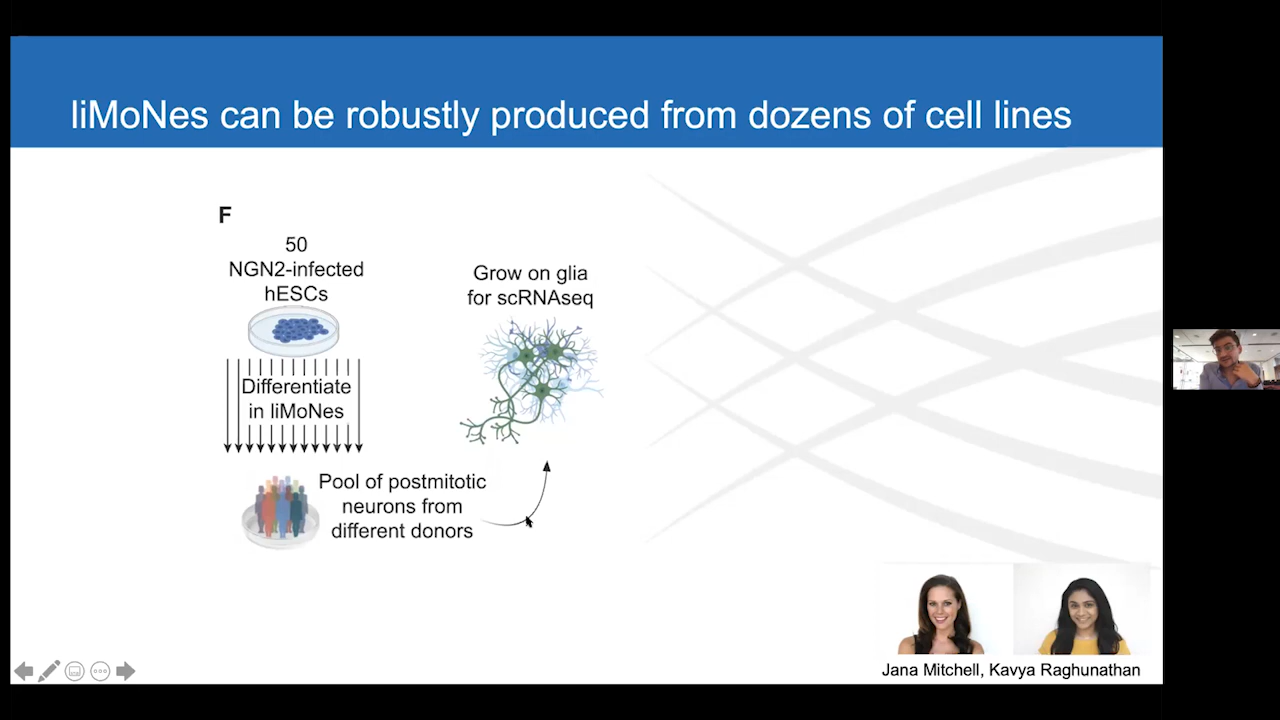 liMoNes can be robustly produced from dozens of cell lines
F
50
NGN2-infected
hESCs
Differentiate
in liMoNes
Pool of postmitotic
neurons from
different donors
Grow on glia
for scRNAseq
Jana Mitchell, Kavya Raghunathan